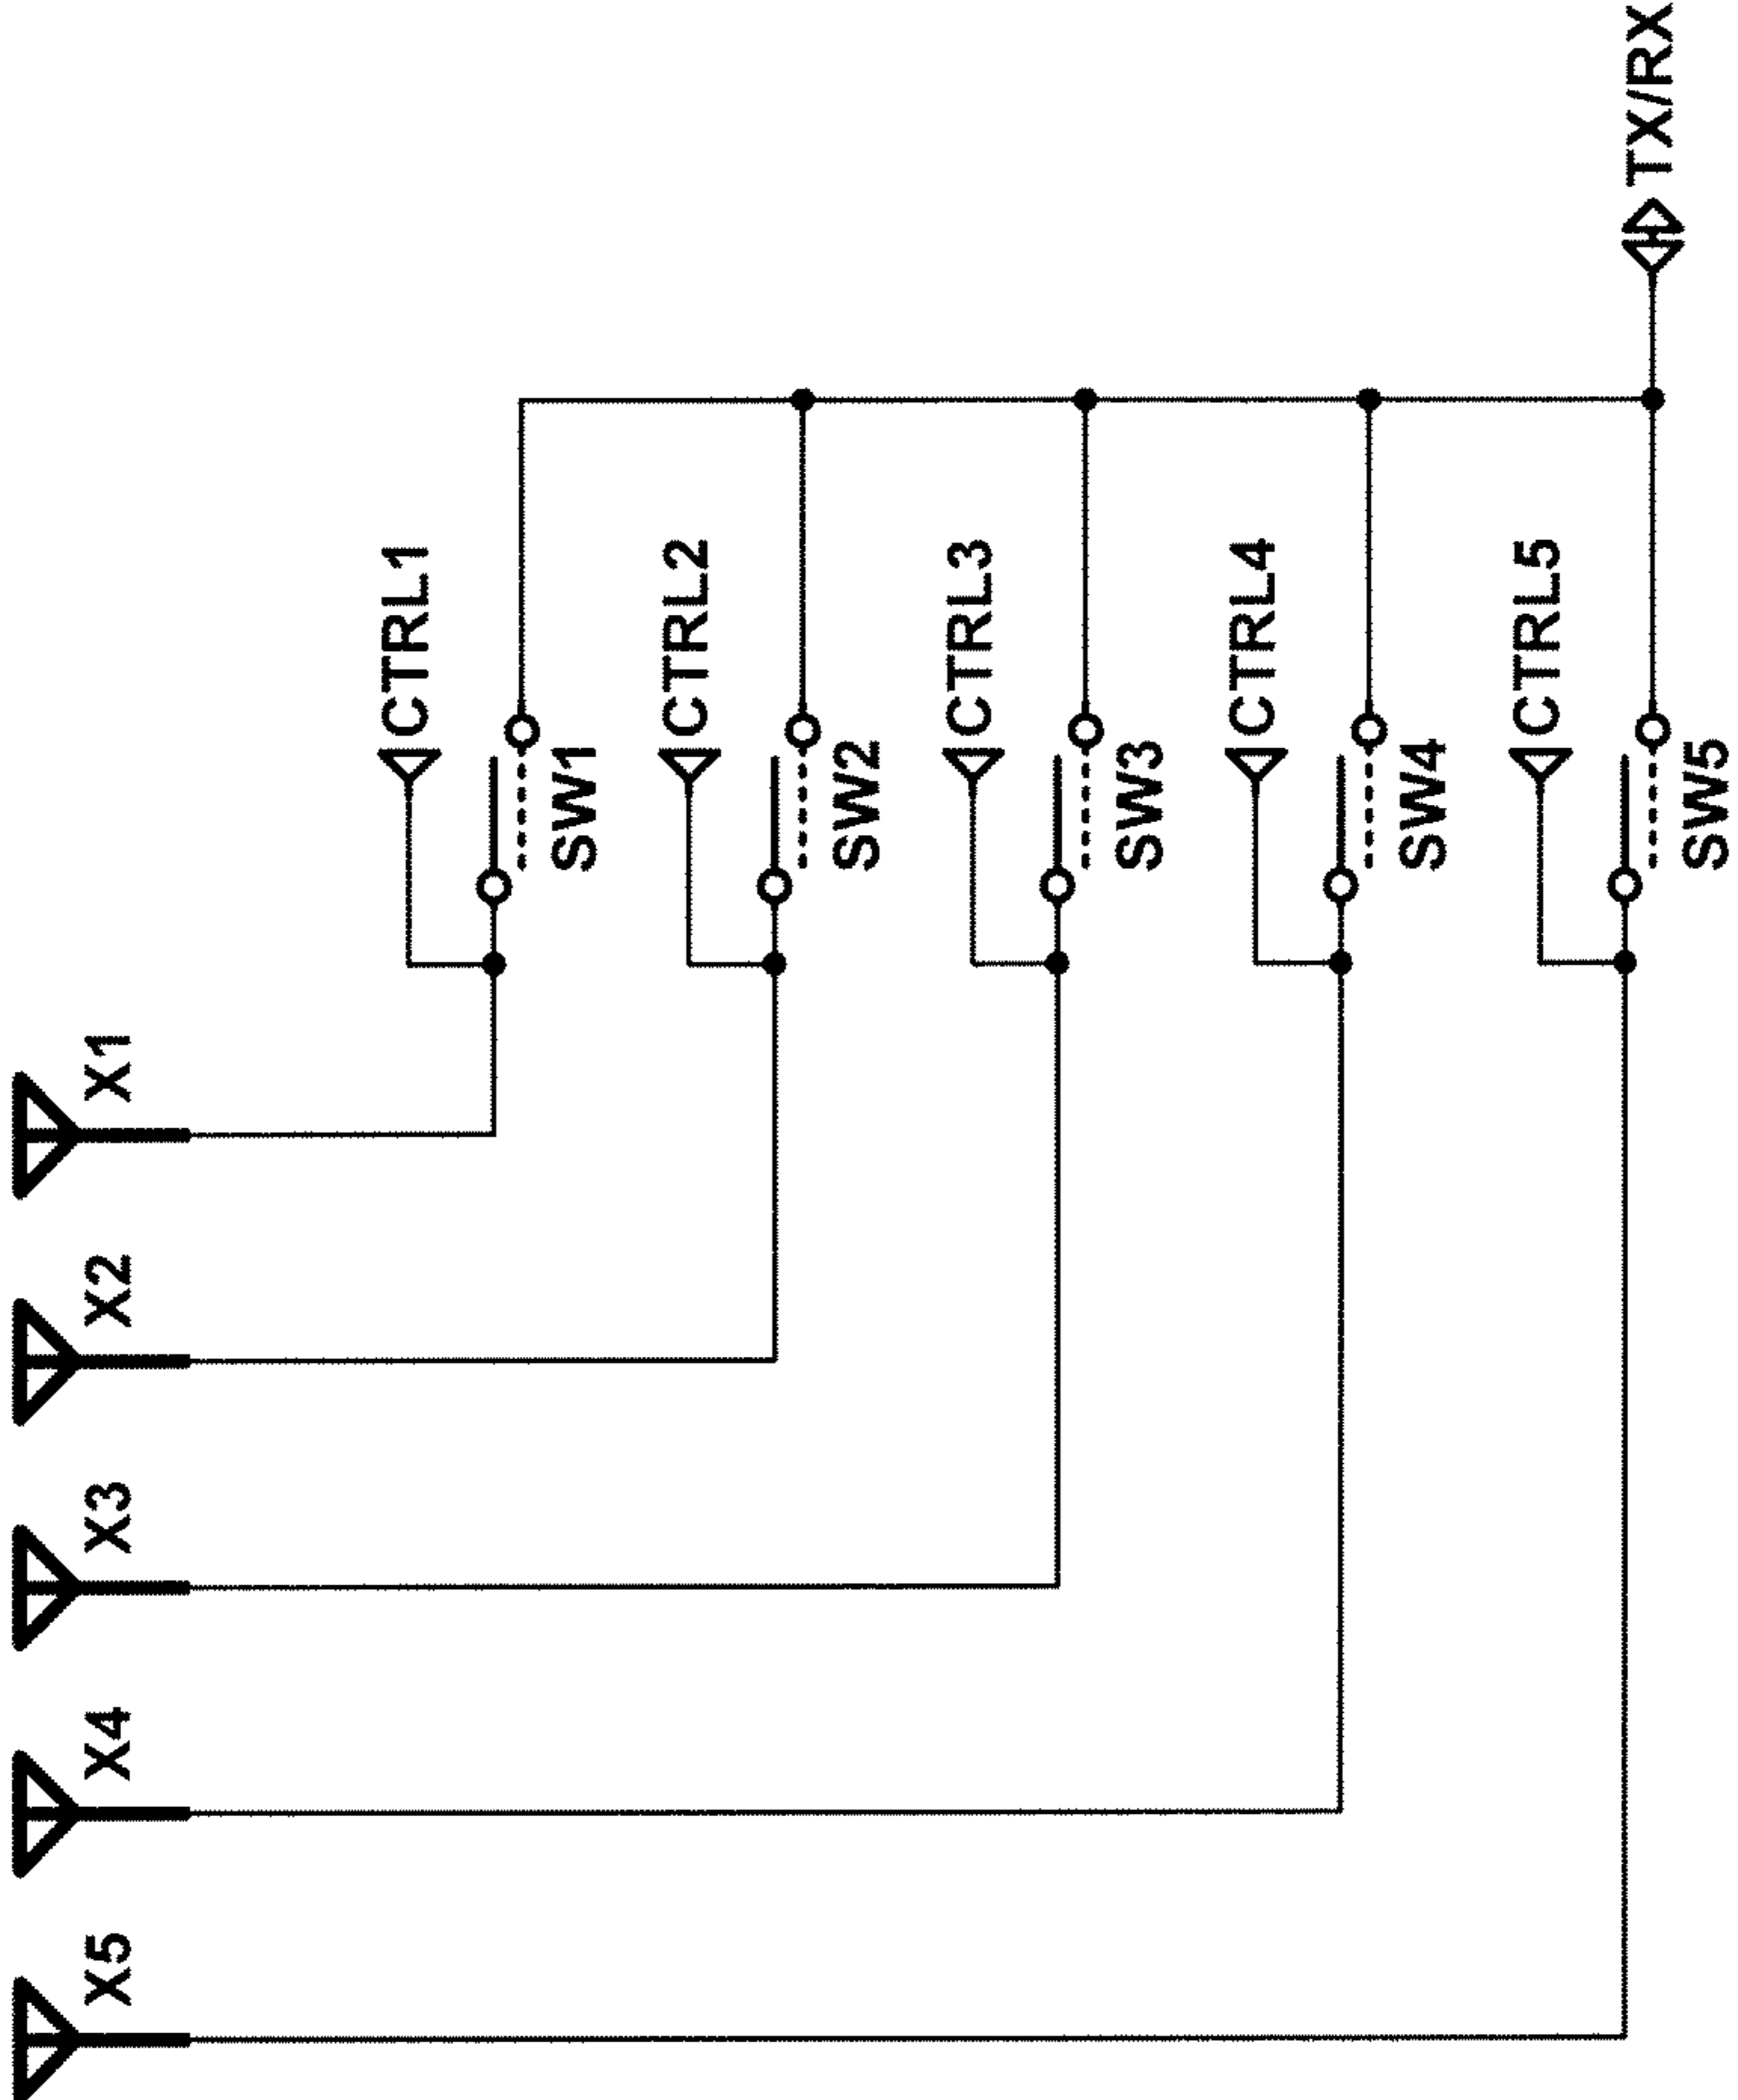 TX/RX
CTRL1
SW1
CTRL2
SW2
CTRL3
SW3
CTRL4
SW4
CTRL5
SW5
X1
X2
X3
X4
X5